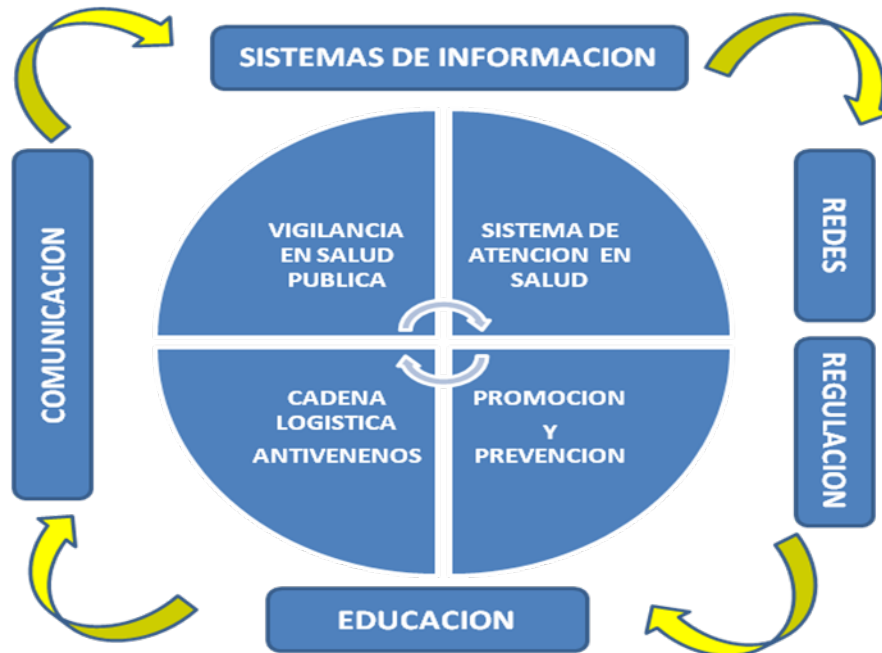 SISTEMAS DE INFORMACION
COMUNICACION
VIGILANCIA
EN SALUD
PUBLICA
SISTEMA DE
ATENCION EN
SALUD
REDES
CADENA
LOGISTICA
ANTIVENENOS
PROMOCION
Y
PREVENCION
REGULACION
EDUCACION